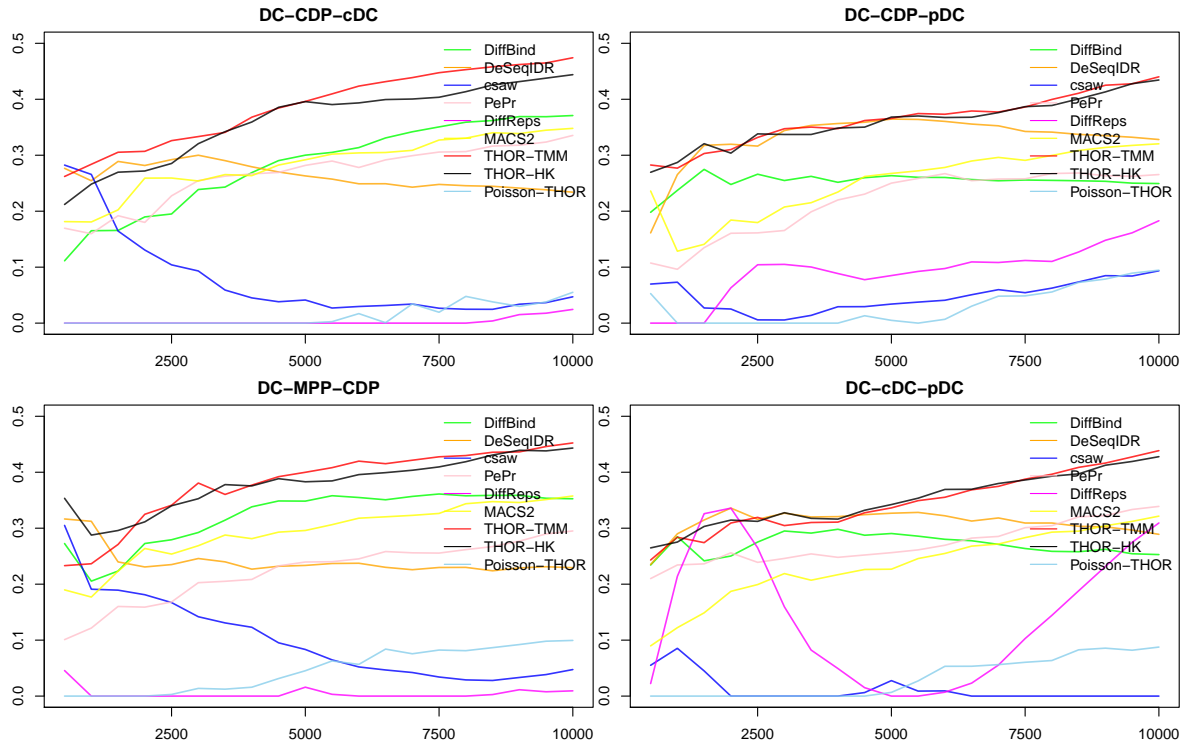 DC−CDP−cDC
0.5
0.4
0.3
0.2
0.1
0.0
DiffBind
DeSeqIDR
csaw
PePr
DiffReps
MACS2
THOR−TMM
THOR−HK
Poisson−THOR
2500
5000
7500
10000
DC−CDP−pDC
0.5
0.4
0.3
0.2
0.1
0.0
DiffBind
DeSeqIDR
csaw
PePr
DiffReps
MACS2
THOR−TMM
THOR−HK
Poisson−THOR
2500
5000
7500
10000
DC−MPP−CDP
0.5
0.4
0.3
0.2
0.1
0.0
DiffBind
DeSeqIDR
csaw
PePr
DiffReps
MACS2
THOR−TMM
THOR−HK
Poisson−THOR
2500
5000
7500
10000
DC−cDC−pDC
0.5
0.4
0.3
0.2
0.1
0.0
DiffBind
DeSeqIDR
csaw
PePr
DiffReps
MACS2
THOR−TMM
THOR−HK
Poisson−THOR
2500
5000
7500
10000